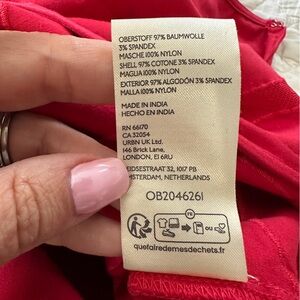 OBERSTOFF 97% BAUMWOLLE
3% SPANDEX
MASCHE 100% NYLON
SHELL 97% COTONE 3% SPANDEX
MAGLIA 100% NYLON
EXTERIOR 97% ALGODÓN 3% SPANDEX
MALLA 100% NYLON
MADE IN INDIA
HECHO EN INDIA
RN 66170
CA 32054
URBN UK Ltd.
146 Brick Lane,
LONDON, E1 6RU
EIDSESTRAAT 32, 1017 PB
MSTERDAM, NETHERLANDS
OB2046261
FR
quefairedemesdechets.fr